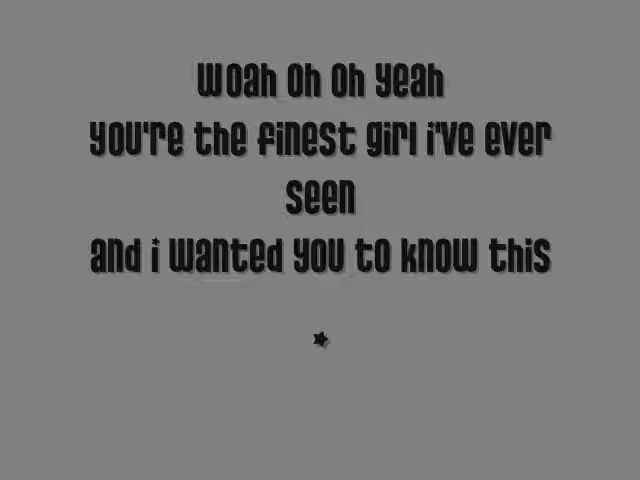 Woah Oh Oh Yeah
You're the finest girl i've ever
seen
and i wanted you to know this